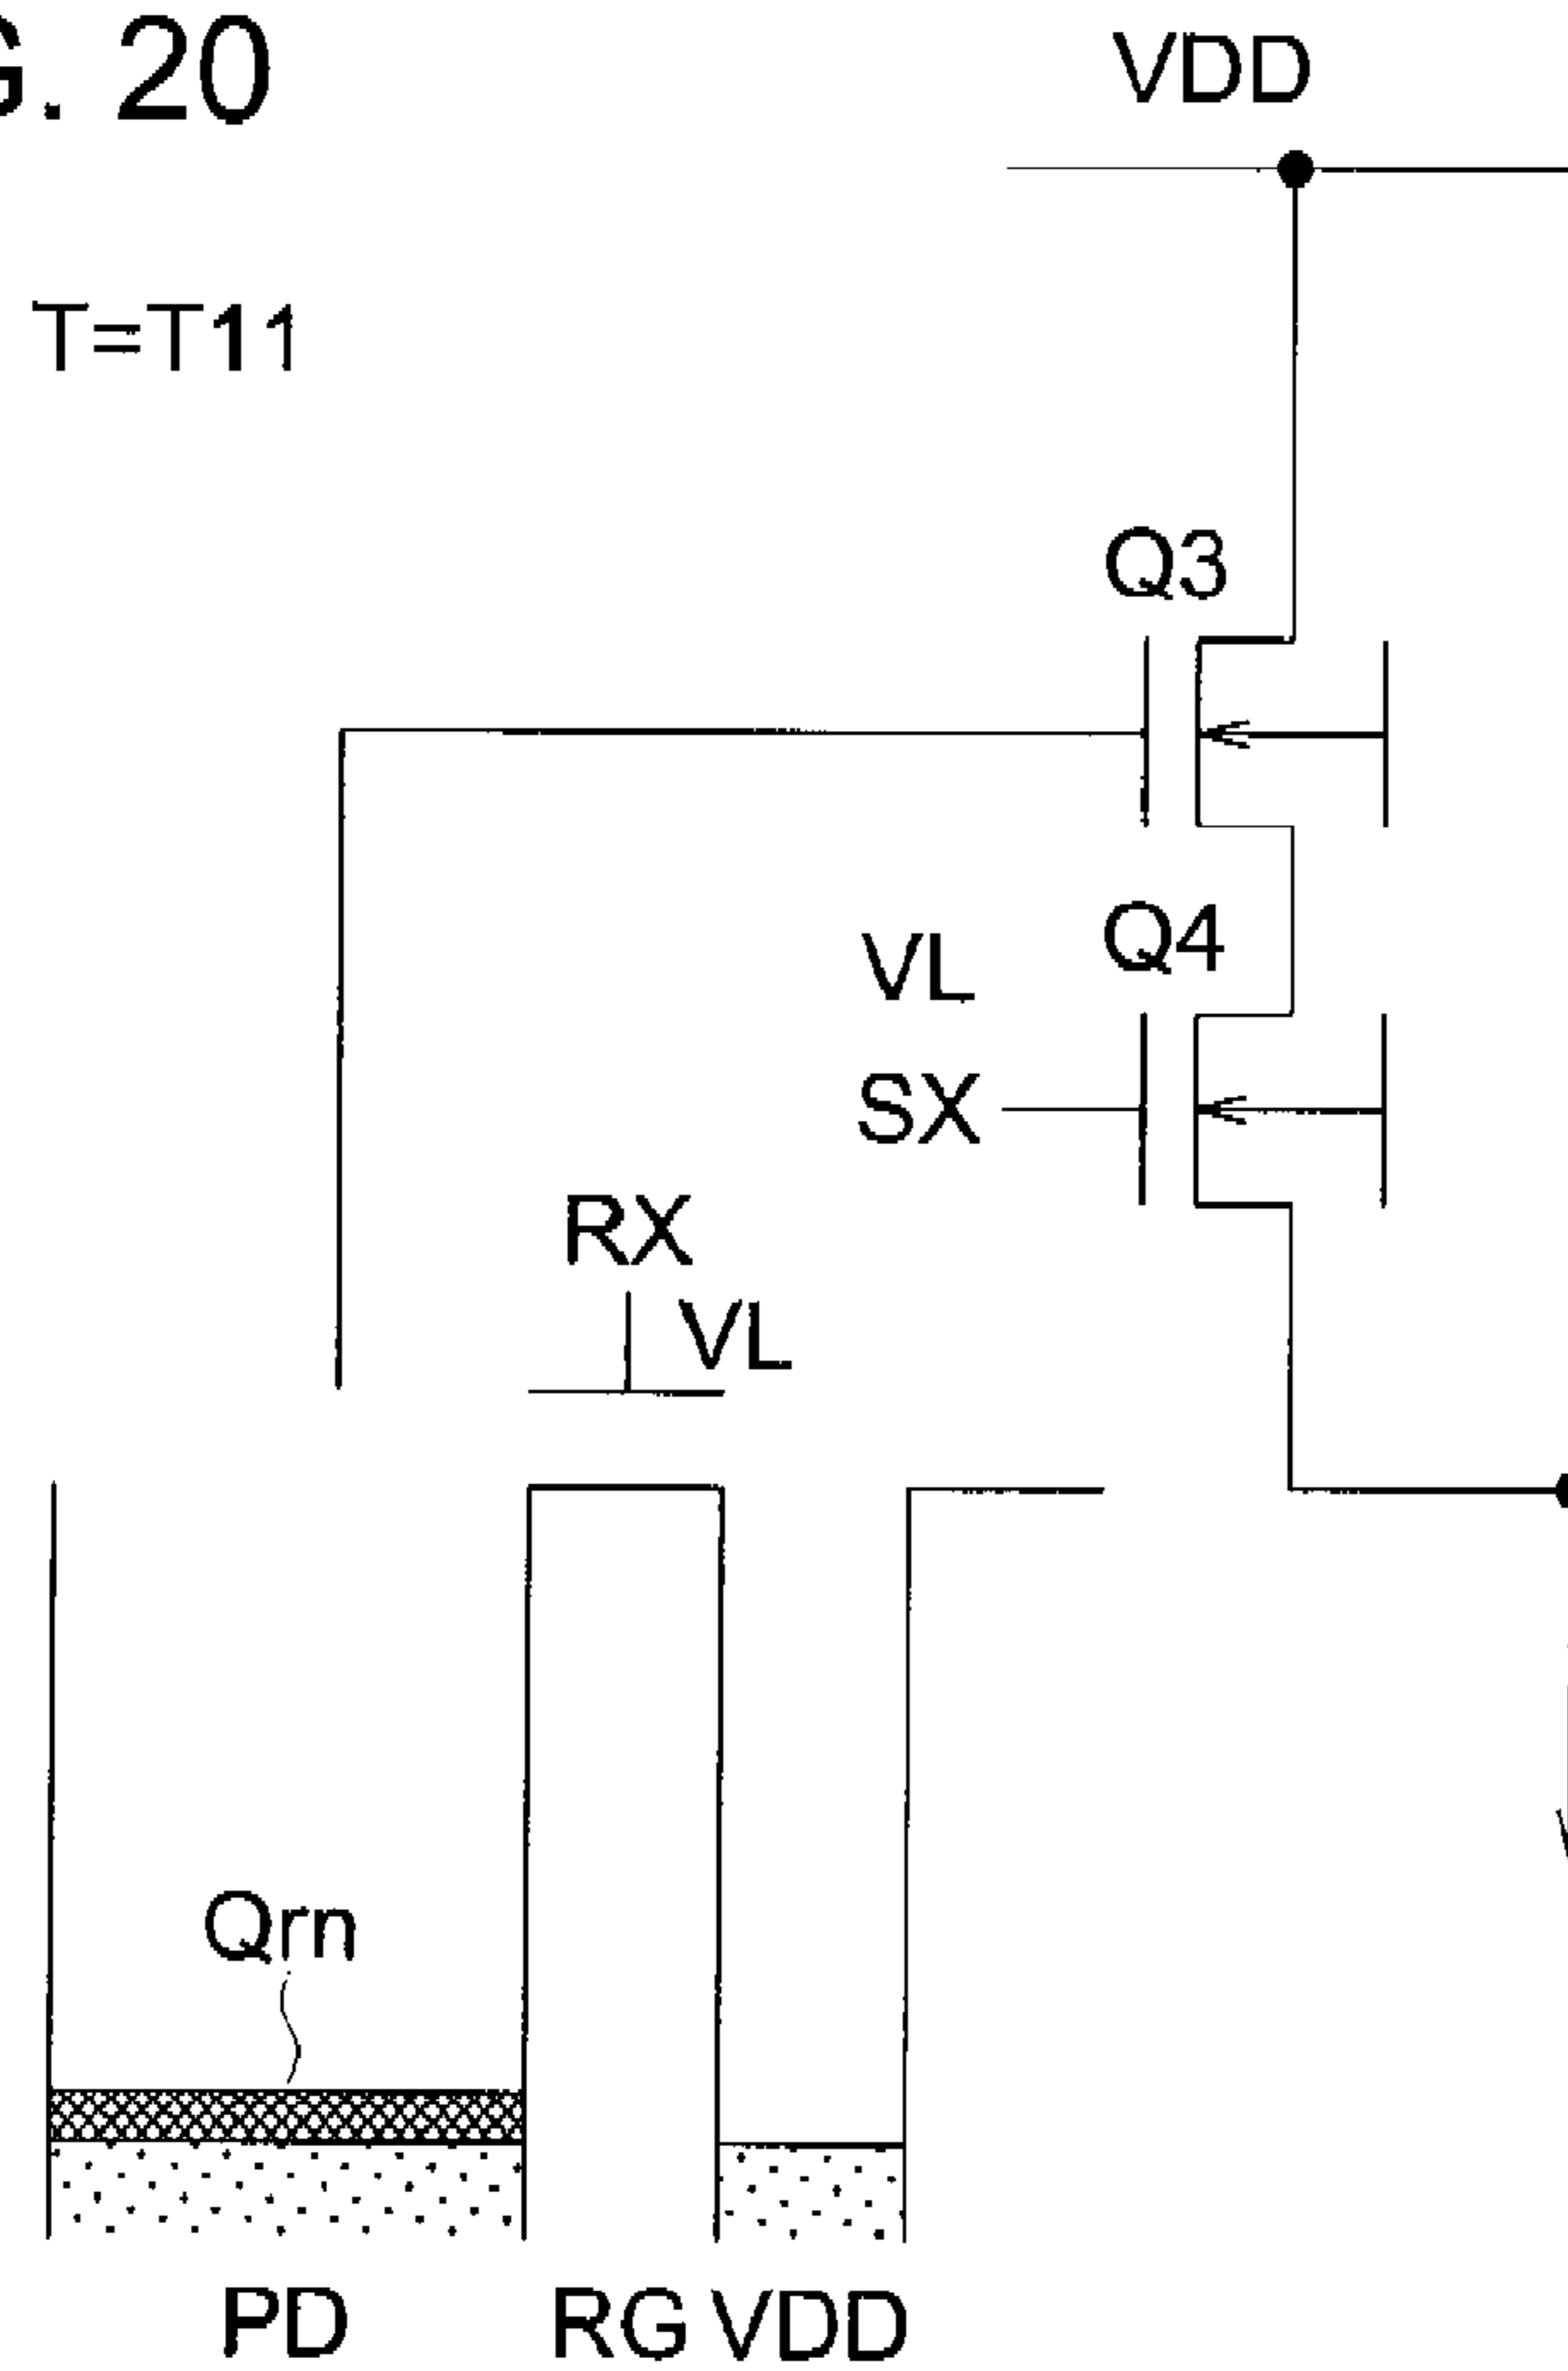 G. 20
VDD
T=T11
Q3
Q4
VL
SX
RX
VL
Qrn
PD
RG VDD